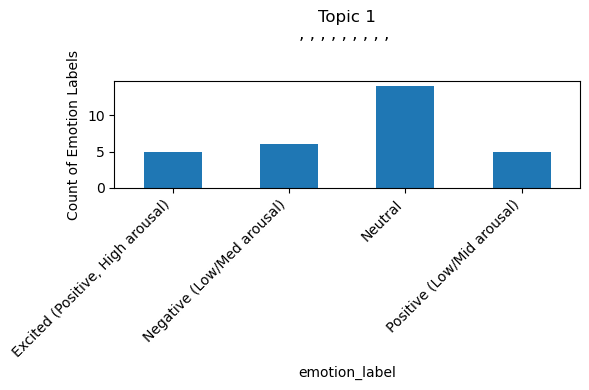 Topic 1
, , , , , , , , ,
Count of Emotion Labels
10
5
0
Excited (Positive, High arousal)
Negative (Low/Med arousal)
Neutral
Positive (Low/Mid arousal)
emotion_label